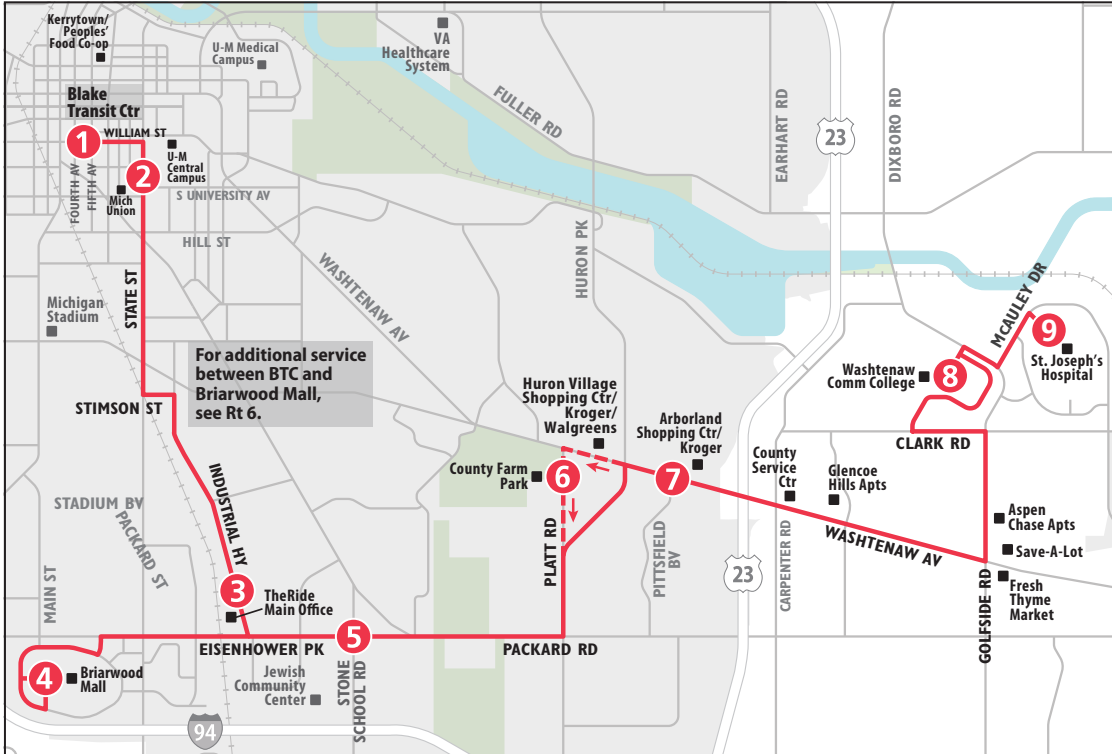 Kerrytown/
Peoples'
Food Co-op
U-M Medical
Campus
VA
Healthcare
System
FULLER RD
EARHART RD
23
DIXBORO RD
Blake
Transit Ctr
1
WILLIAM ST
2
U-M
Central
Campus
FOURTH AV
FIFTH AV
Mich
Union
S UNIVERSITY AV
HILL ST
HURON PK
WASHTENAW AV
STATE ST
Michigan
Stadium
McAULEY DR
9
St. Joseph's
Hospital
For additional service
between BTC and
Briarwood Mall,
see Rt 6.
Washtenaw
Comm College
8
STIMSON ST
Huron Village
Shopping Ctr/
Kroger/
Walgreens
Arborland
Shopping Ctr/
Kroger
CLARK RD
County Farm
Park
6
7
County
Service
Ctr
Glencoe
Hills Apts
INDUSTRIAL HY
STADIUM BV
PACKARD ST
MAIN ST
PLATT RD
PITTSFIELD
BV
23
CARPENTER RD
WASHTENAW AV
Aspen
Chase Apts
Save-A-Lot
Fresh
Thyme
Market
GOLFSIDE RD
3
TheRide
Main Office
5
EISENHOWER PK
PACKARD RD
4
Briarwood
Mall
Jewish
Community
Center
STONE
SCHOOL RD
94